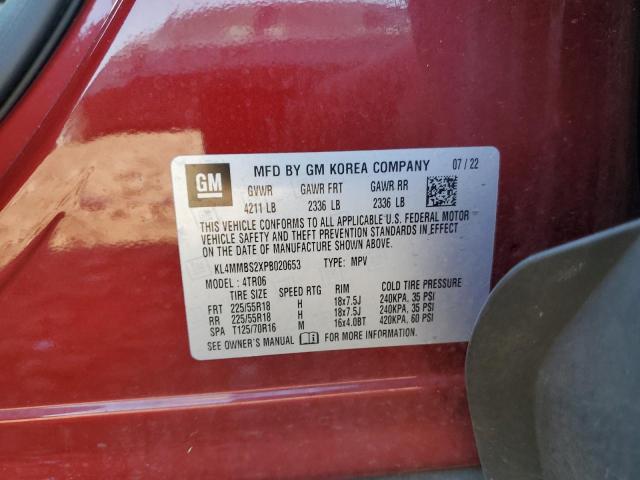 GM
MFD BY GM KOREA COMPANY 07 / 22
GVWR GAWR FRT GAWR RR
4211 LB 2336 LB 2336 LB
THIS VEHICLE CONFORMS TO ALL APPLICABLE U.S. FEDERAL MOTOR
VEHICLE SAFETY AND THEFT PREVENTION STANDARDS IN EFFECT
ON THE DATE OF MANUFACTURE SHOWN ABOVE.
KL4MMBS2XPB020653 TYPE: MPV
MODEL : 4TR06
TIRE SIZE SPEED RTG RIM COLD TIRE PRESSURE
FRT 225/55R18 H 18x7.5J 240KPA, 35 PSI
RR 225/55R18 H 18x7.5J 240KPA, 35 PSI
SPA T125/70R16 M 16x4.0BT 420KPA, 60 PSI
SEE OWNER'S MANUAL FOR MORE INFORMATION.